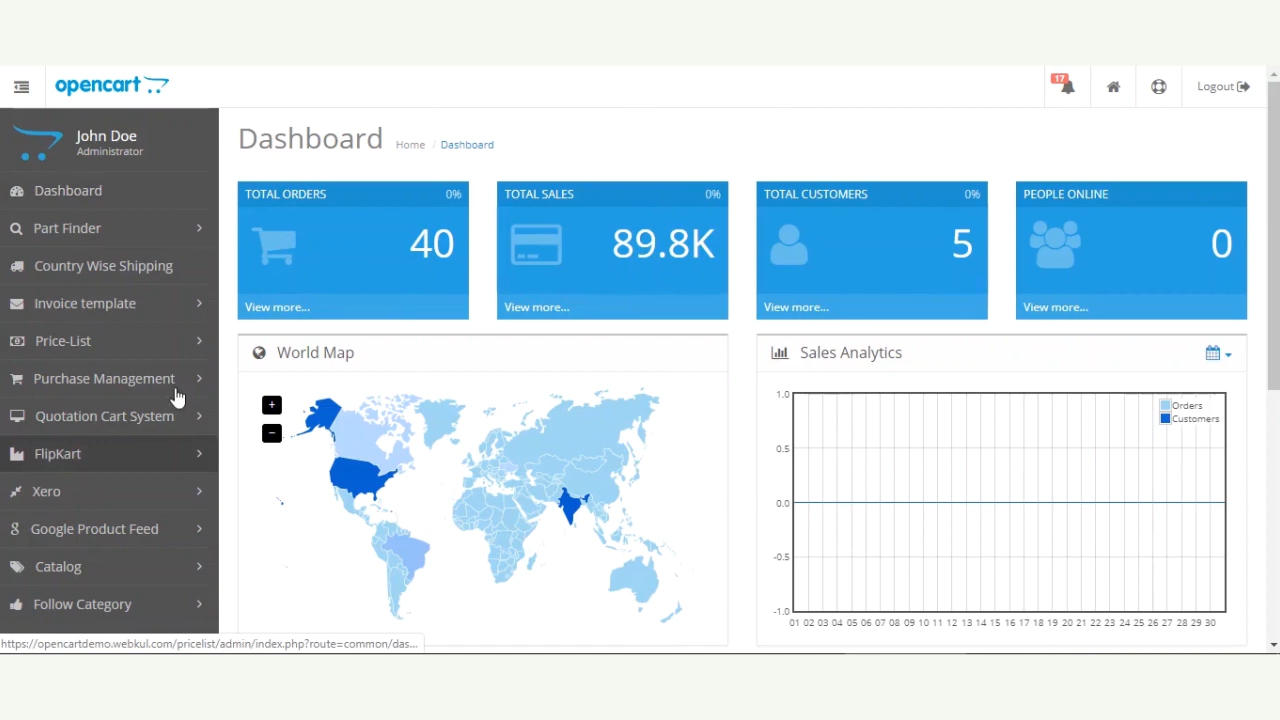 opencart
17
Logout
John Doe
Administrator
Dashboard
Part Finder
Country Wise Shipping
Invoice template
Price-List
Purchase Management
Quotation Cart System
FlipKart
Xero
Google Product Feed
Catalog
Follow Category
Dashboard Home / Dashboard
TOTAL ORDERS 0%
40
View more...
TOTAL SALES 0%
89.8K
View more...
TOTAL CUSTOMERS 0%
5
View more...
PEOPLE ONLINE
0
View more...
World Map
+
−
Sales Analytics
Orders
Customers
1.0
0.5
0.0
-0.5
-1.0
01 02 03 04 05 06 07 08 09 10 11 12 13 14 15 16 17 18 19 20 21 22 23 24 25 26 27 28 29 30
https://opencartdemo.webkul.com/pricelist/admin/index.php?route=common/das...